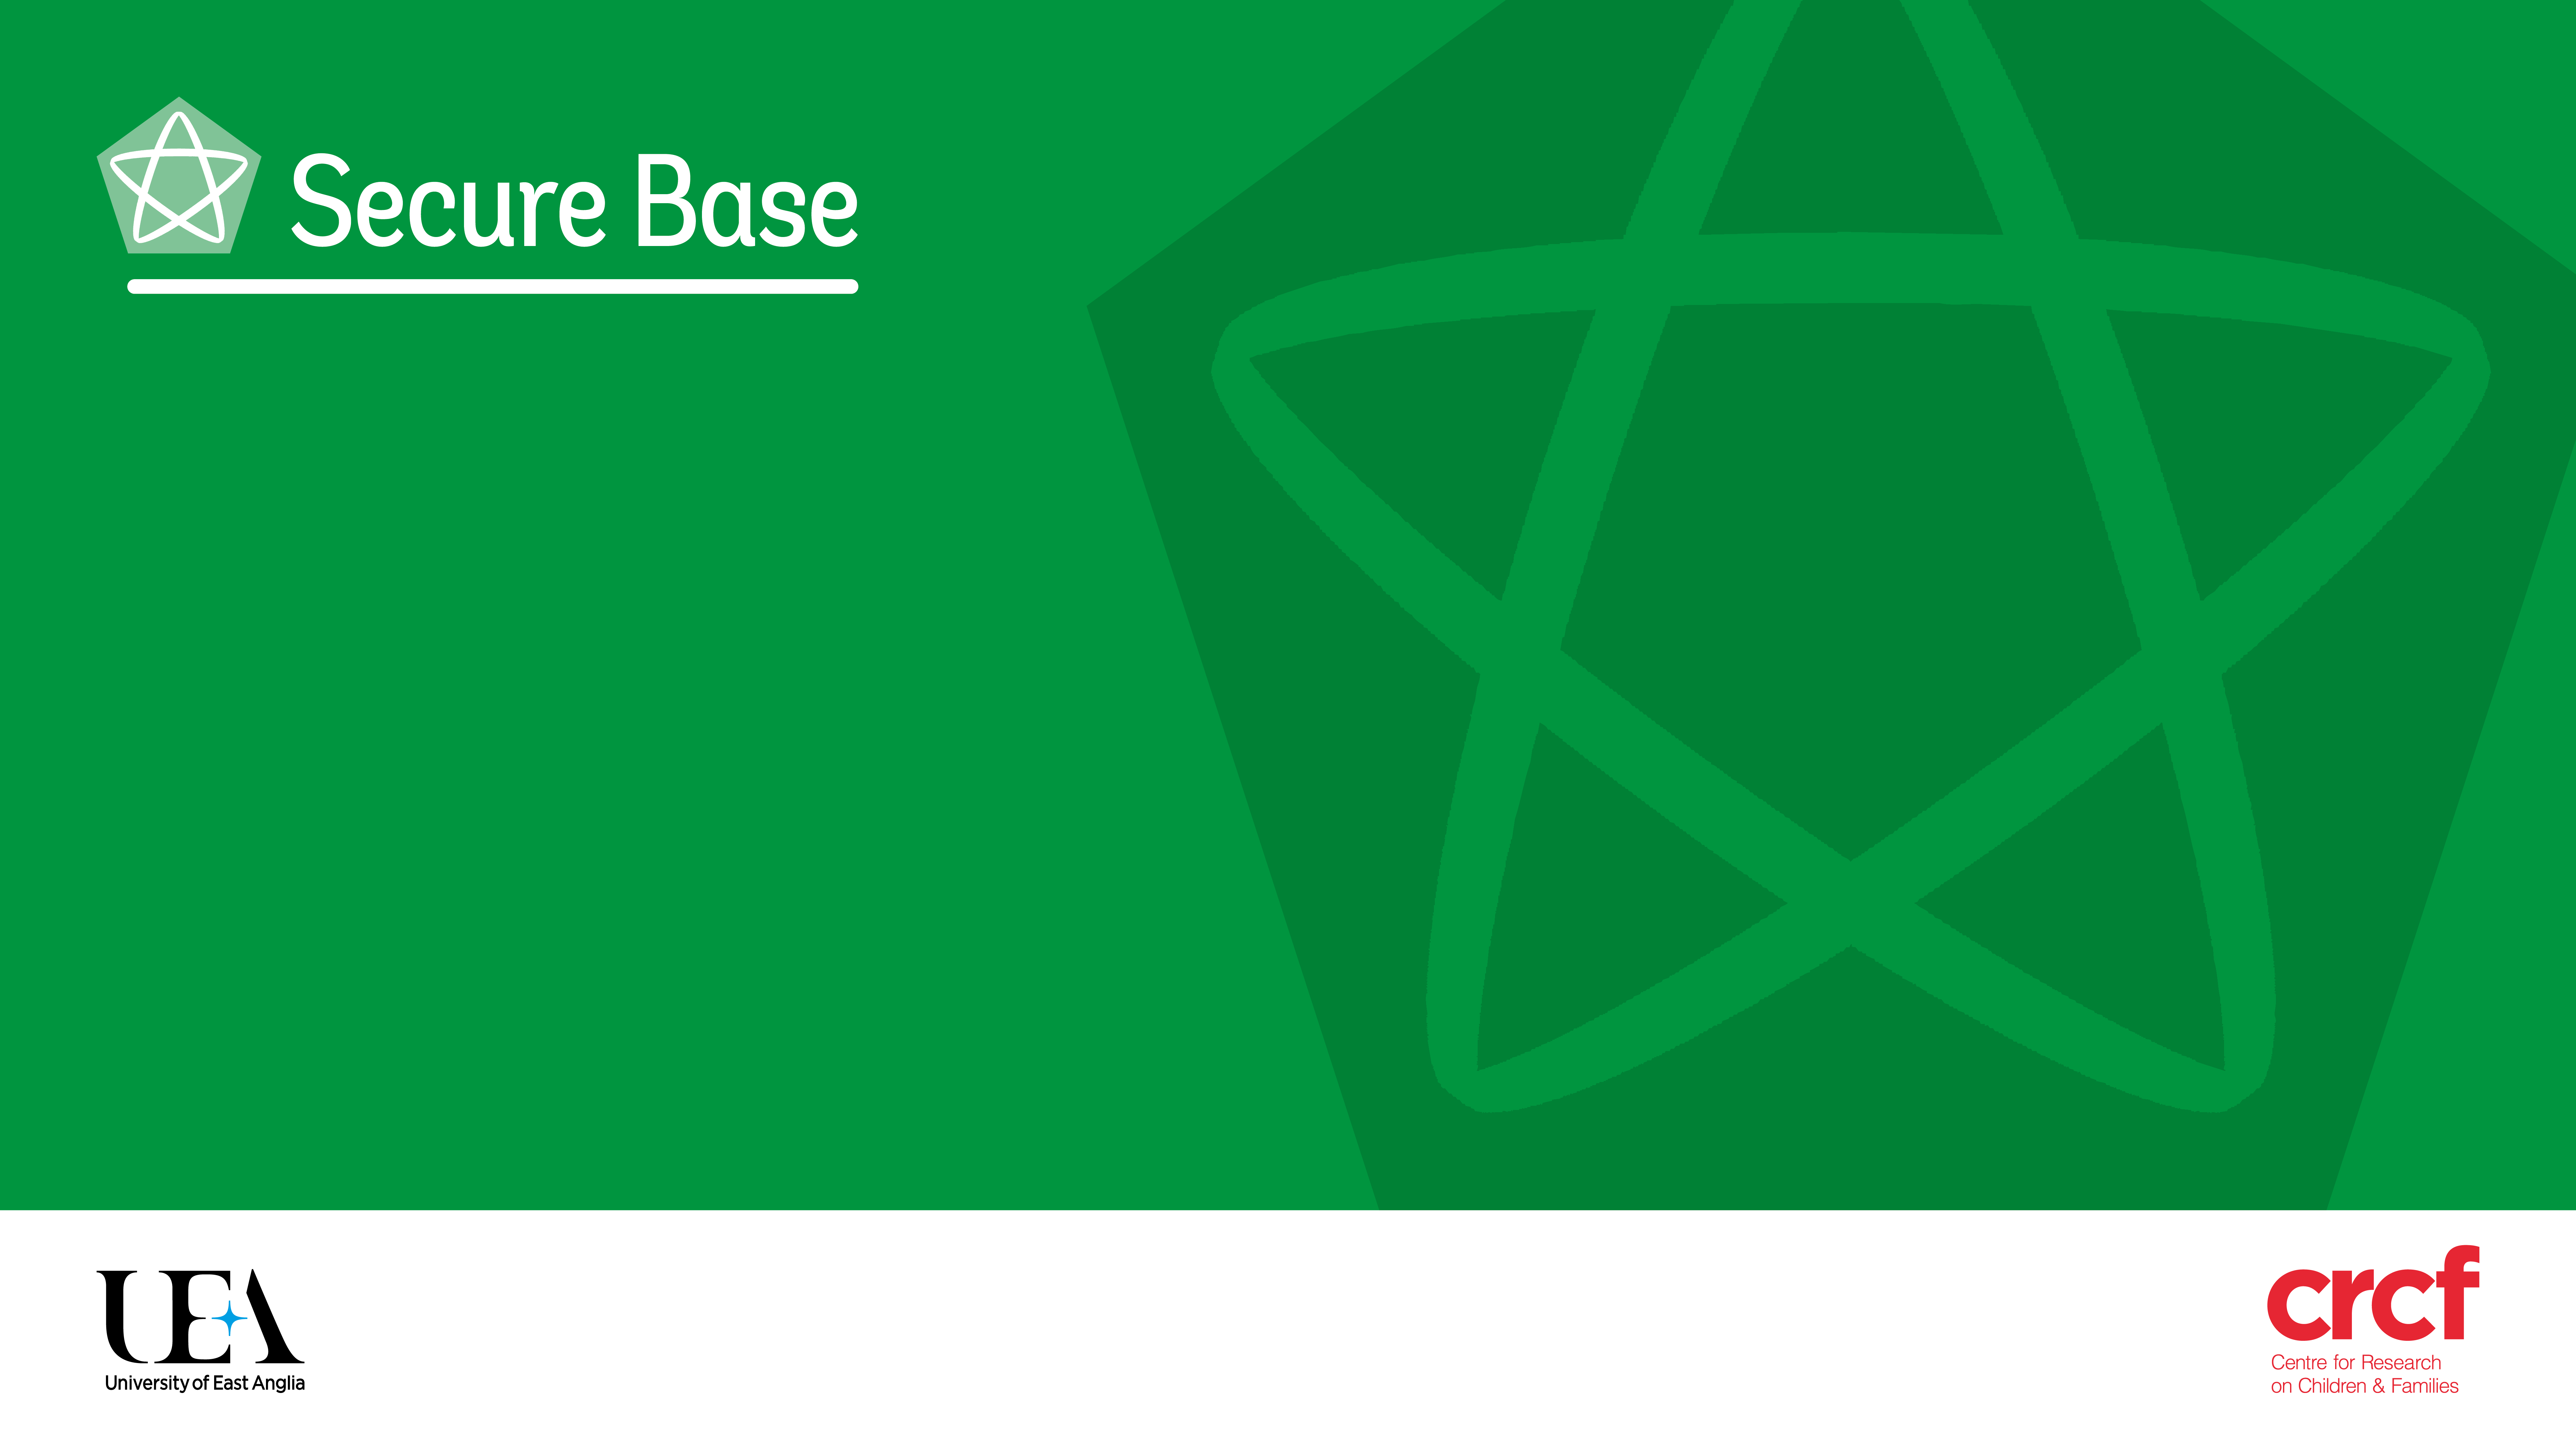 Secure Base
UEA
University of East Anglia
crcf
Centre for Research
on Children & Families